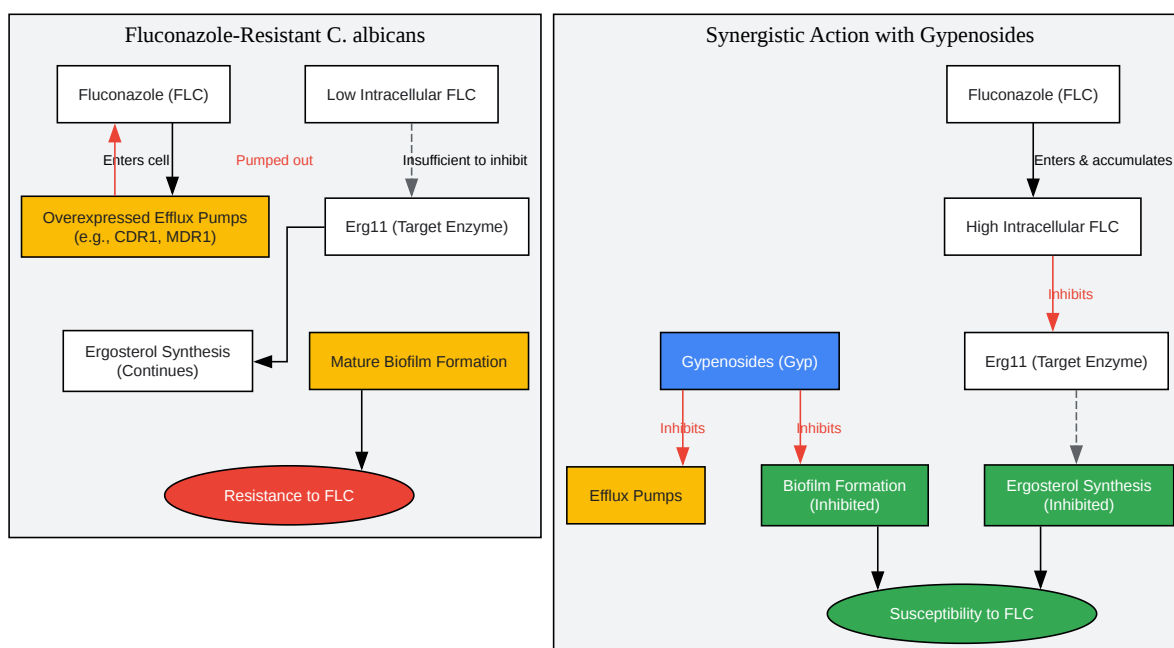 Fluconazole-Resistant C. albicans
Fluconazole (FLC)
Low Intracellular FLC
Enters cell
Pumped out
Insufficient to inhibit
Overexpressed Efflux Pumps
(e.g., CDR1, MDR1)
Erg11 (Target Enzyme)
Ergosterol Synthesis
(Continues)
Mature Biofilm Formation
Resistance to FLC
Synergistic Action with Gypenosides
Fluconazole (FLC)
Enters & accumulates
High Intracellular FLC
Inhibits
Gypenosides (Gyp)
Erg11 (Target Enzyme)
Inhibits
Inhibits
Efflux Pumps
Biofilm Formation
(Inhibited)
Ergosterol Synthesis
(Inhibited)
Susceptibility to FLC